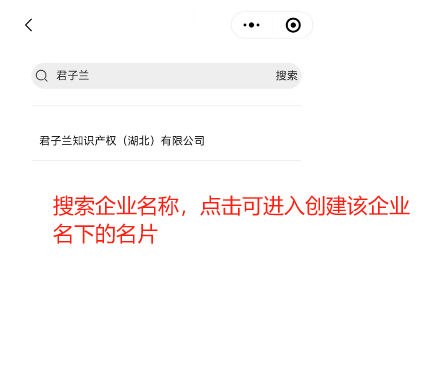 君子兰
搜索
君子兰知识产权（湖北）有限公司
搜索企业名称，点击可进入创建该企业
名下的名片